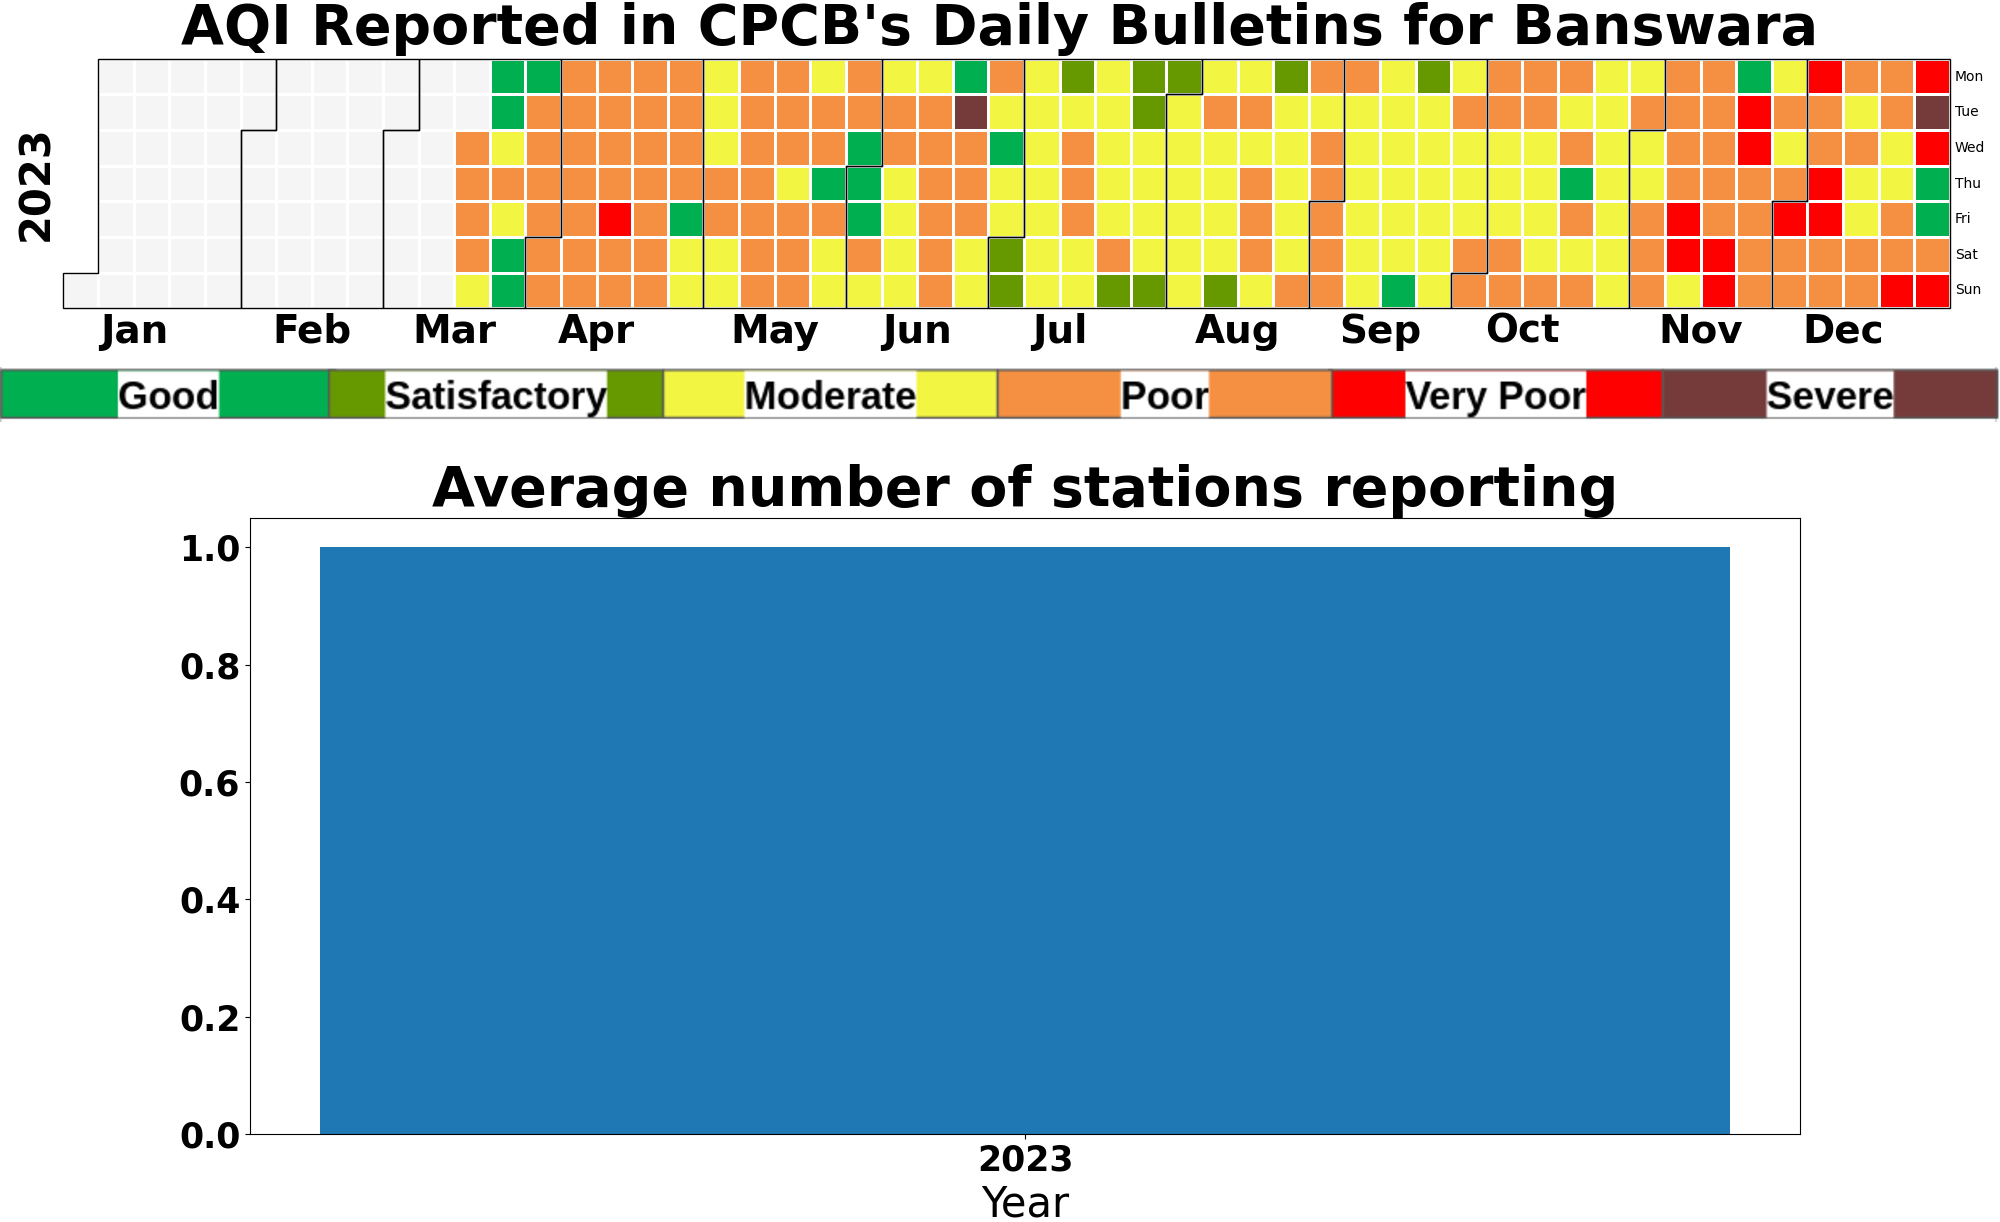 AQI Reported in CPCB's Daily Bulletins for Banswara
2023
Mon
Tue
Wed
Thu
Fri
Sat
Sun
Jan Feb Mar Apr May Jun Jul Aug Sep Oct Nov Dec
Good Satisfactory Moderate Poor Very Poor Severe
Average number of stations reporting
1.0
0.8
0.6
0.4
0.2
0.0
2023
Year